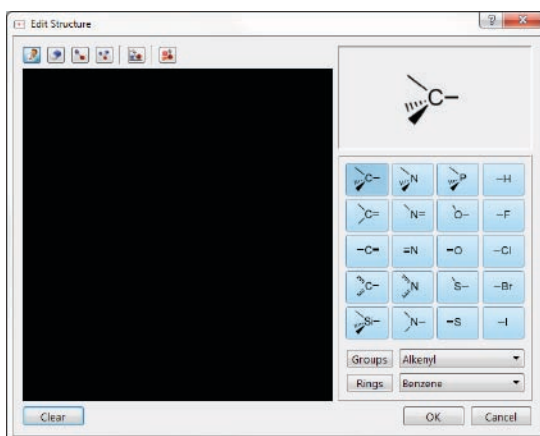 Edit Structure
C-
C- N P -H
C= N= O- -F
-C≡ ≡N =O -Cl
C- N S- -Br
Si- N- =S -I
Groups Alkenyl
Rings Benzene
Clear OK Cancel